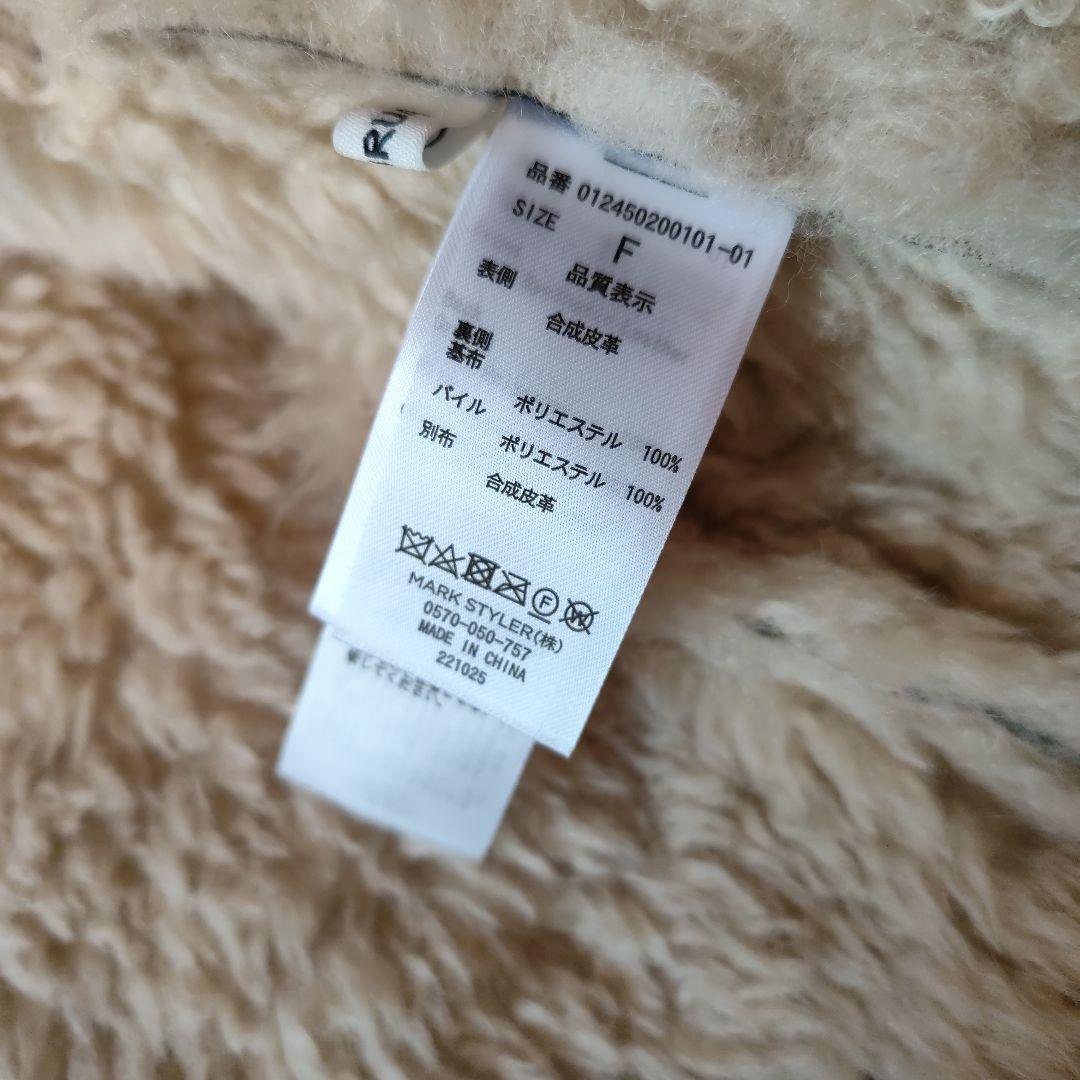 RU
品番 012450200101-01
SIZE F
品質表示
表側
合成皮革
裏側
基布 ポリエステル 100%
パイル ポリエステル 100%
別布
合成皮革
F W
MARK STYLER(株)
0570-050-757
MADE IN CHINA
221025